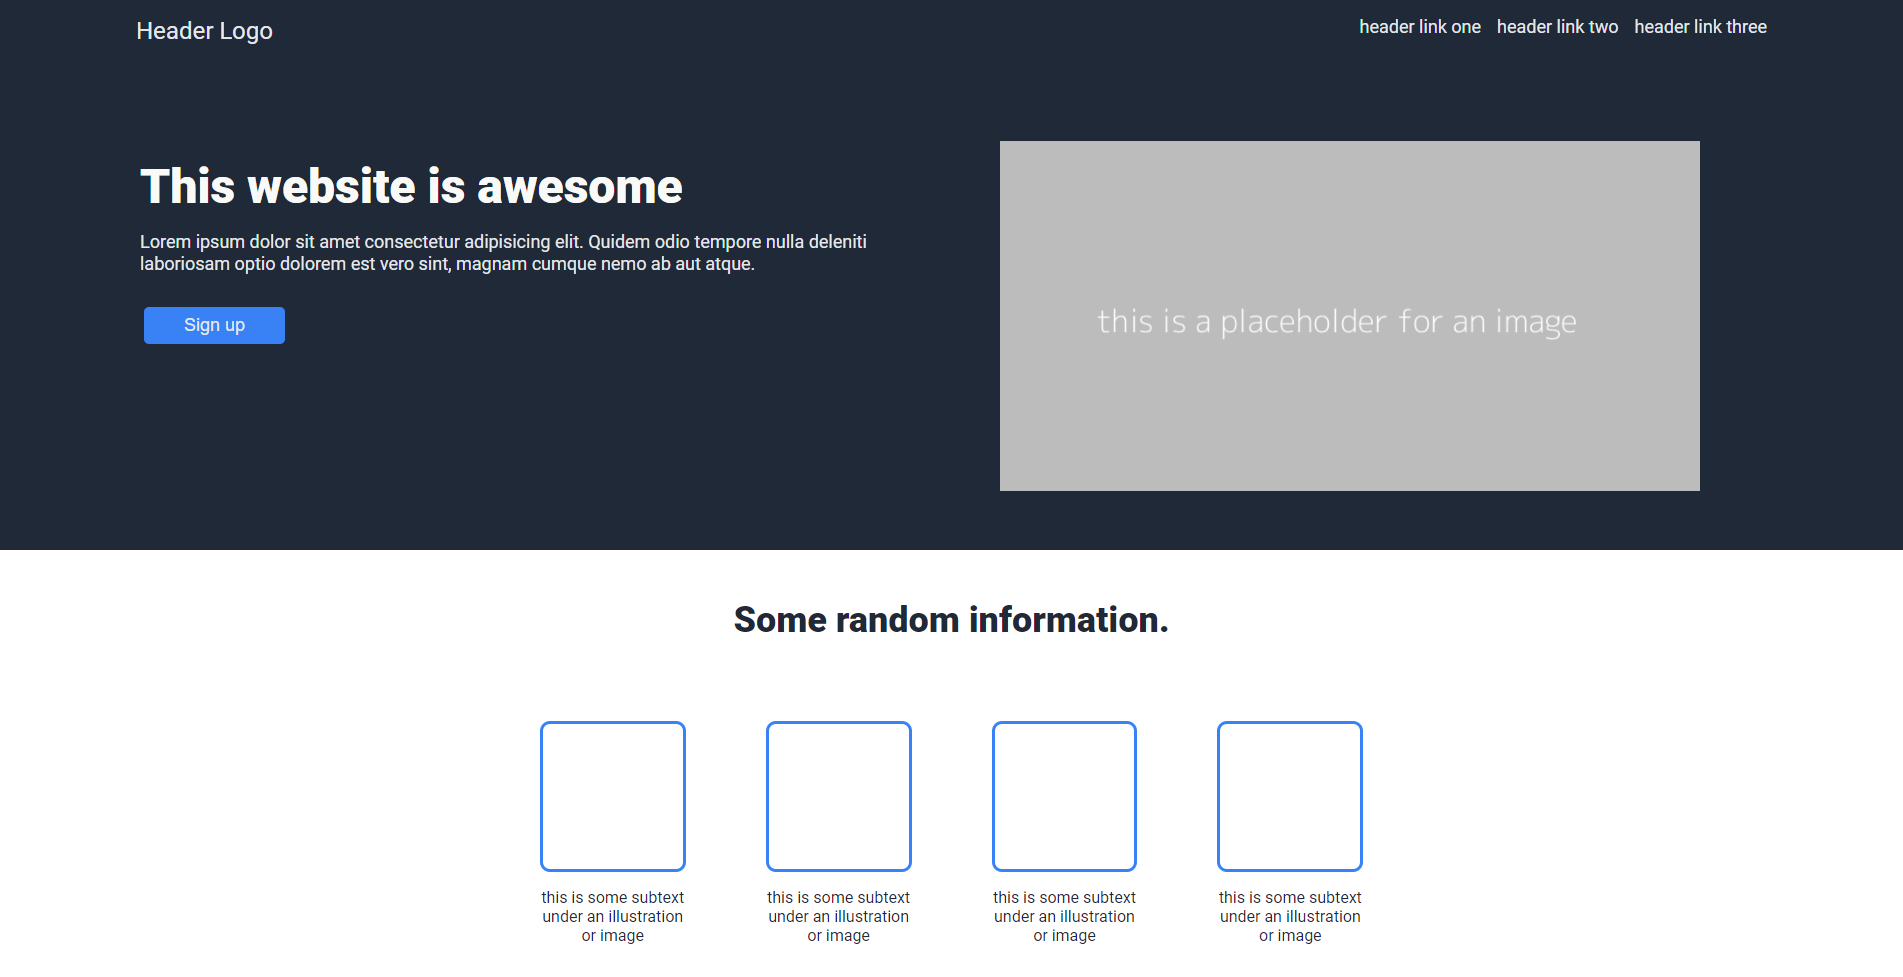 Header Logo
header link one header link two header link three
This website is awesome
Lorem ipsum dolor sit amet consectetur adipisicing elit. Quidem odio tempore nulla deleniti
laboriosam optio dolorem est vero sint, magnam cumque nemo ab aut atque.
Sign up
this is a placeholder for an image
Some random information.
this is some subtext
under an illustration
or image
this is some subtext
under an illustration
or image
this is some subtext
under an illustration
or image
this is some subtext
under an illustration
or image